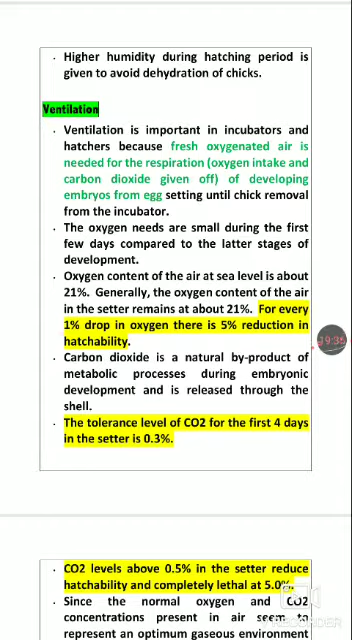 · Higher humidity during hatching period is
given to avoid dehydration of chicks.
Ventilation
· Ventilation is important in incubators and
hatchers because fresh oxygenated air is
needed for the respiration (oxygen intake and
carbon dioxide given off) of developing
embryos from egg setting until chick removal
from the incubator.
· The oxygen needs are small during the first
few days compared to the latter stages of
development.
· Oxygen content of the air at sea level is about
21%. Generally, the oxygen content of the air
in the setter remains at about 21%. For every
1% drop in oxygen there is 5% reduction in
hatchability.
19:35
· Carbon dioxide is a natural by-product of
metabolic processes during embryonic
development and is released through the
shell.
· The tolerance level of CO2 for the first 4 days
in the setter is 0.3%.
· CO2 levels above 0.5% in the setter reduce
hatchability and completely lethal at 5.0%.
· Since the normal oxygen and CO2
concentrations present in air seem to
represent an optimum gaseous environment
RECORDER